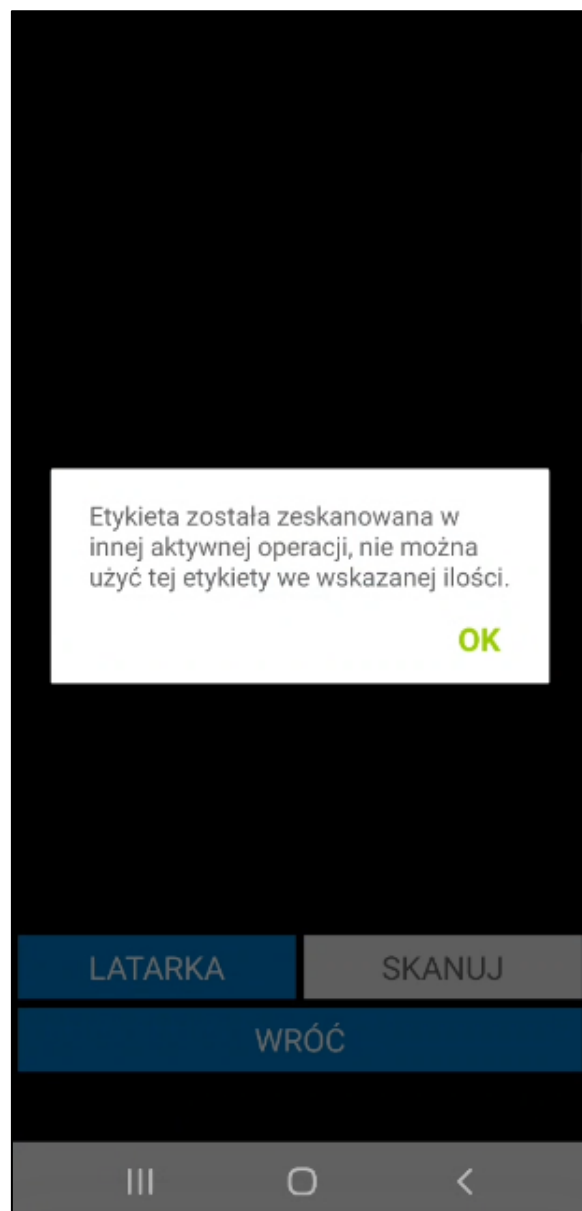 Etykieta została zeskanowana w
innej aktywnej operacji, nie można
użyć tej etykiety we wskazanej ilości.
OK
LATARKA
SKANUJ
WRÓĆ